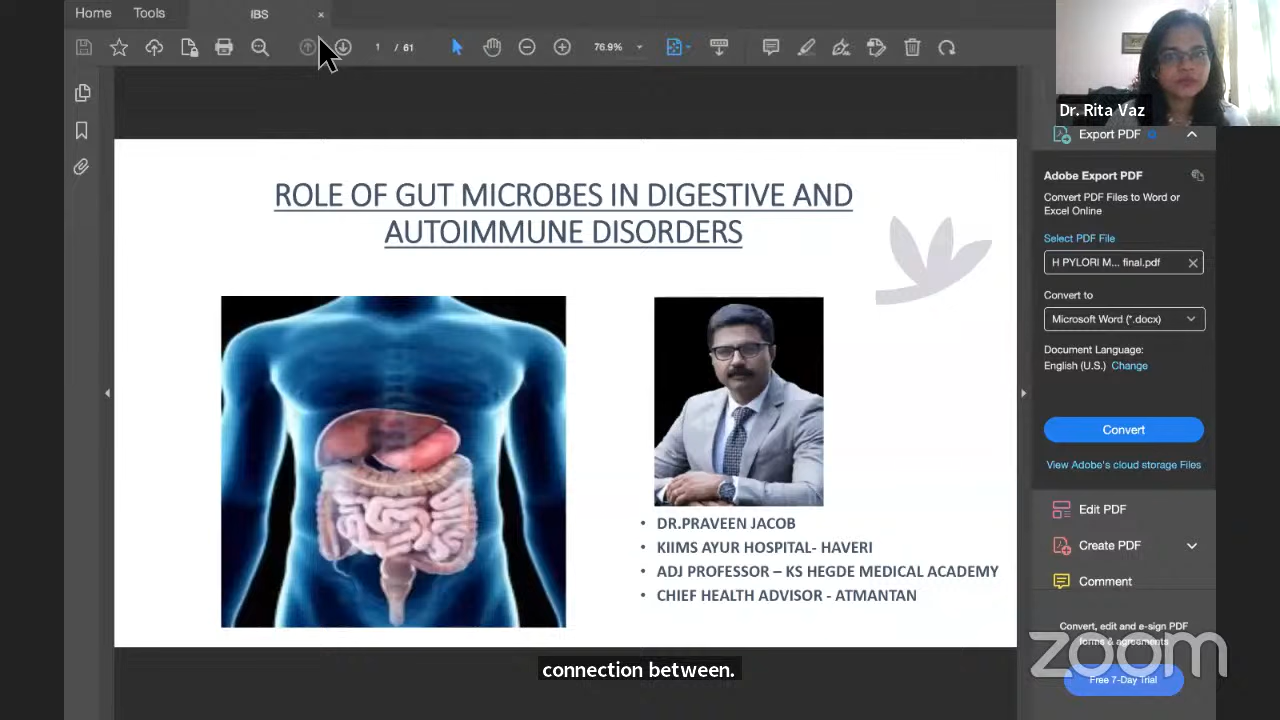 Home
Tools
IBS
×
1 / 61
76.9%
Dr. Rita Vaz
Export PDF
Adobe Export PDF
Convert PDF Files to Word or
Excel Online
Select PDF File
H PYLORI M... final.pdf
Convert to
Microsoft Word (*.docx)
Document Language:
English (U.S.) Change
Convert
View Adobe's cloud storage Files
Edit PDF
Create PDF
Comment
Convert, edit and e-sign PDF
forms & agreements
Free 7-Day Trial
zoom
ROLE OF GUT MICROBES IN DIGESTIVE AND
AUTOIMMUNE DISORDERS
• DR.PRAVEEN JACOB
• KIIMS AYUR HOSPITAL- HAVERI
• ADJ PROFESSOR – KS HEGDE MEDICAL ACADEMY
• CHIEF HEALTH ADVISOR - ATMANTAN
connection between.